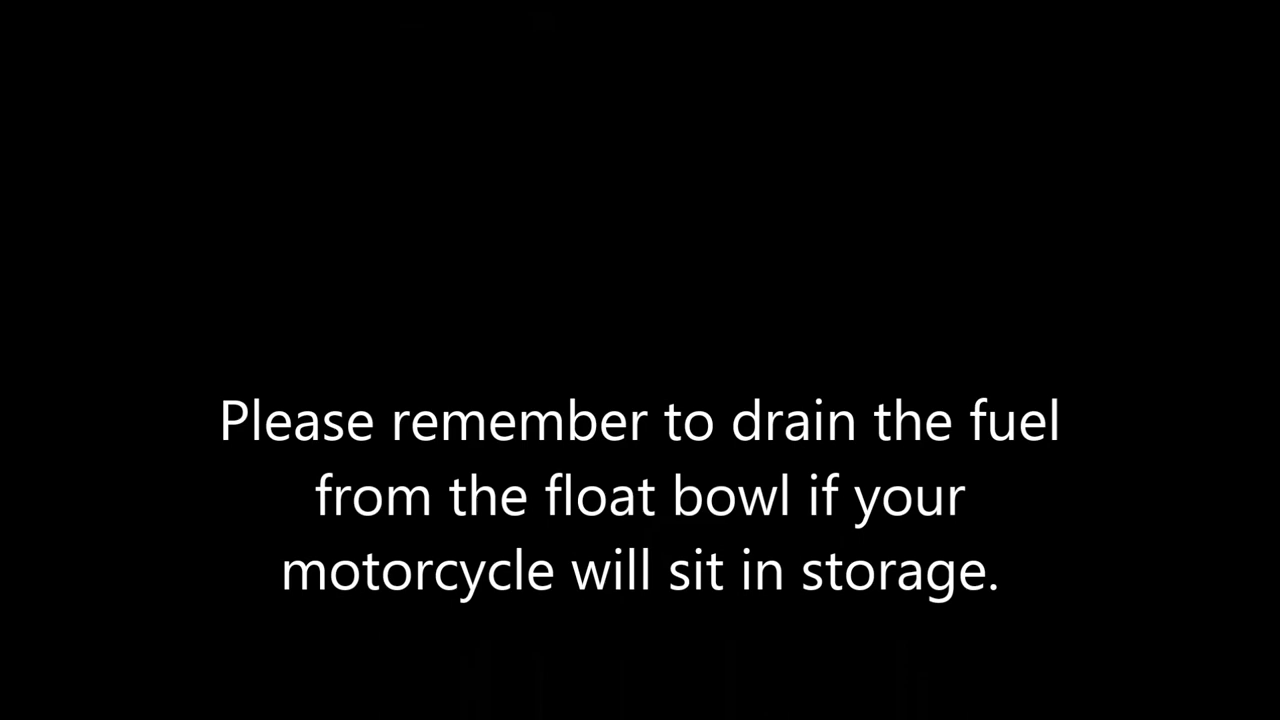 Please remember to drain the fuel
from the float bowl if your
motorcycle will sit in storage.